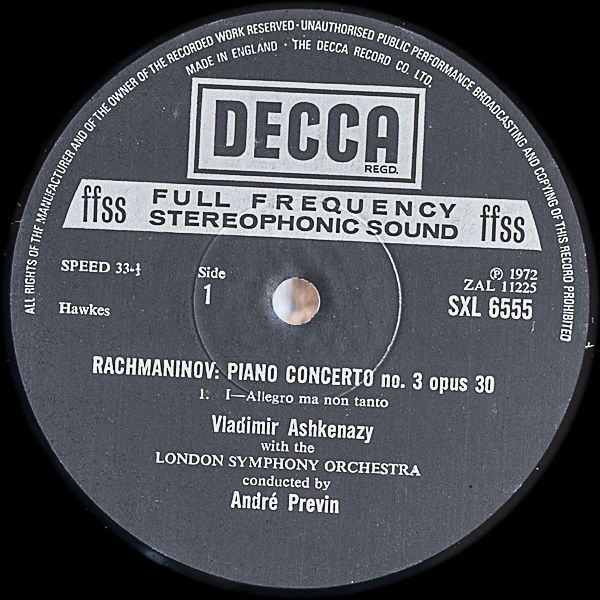 ALL RIGHTS OF THE MANUFACTURER AND OF THE OWNER OF THE RECORDED WORK RESERVED · UNAUTHORISED PUBLIC PERFORMANCE BROADCASTING AND COPYING OF THIS RECORD PROHIBITED
MADE IN ENGLAND · THE DECCA RECORD CO. LTD.
DECCA
REGD.
ffss FULL FREQUENCY STEREOPHONIC SOUND ffss
SPEED 33⅓
Side 1
Ⓟ 1972
ZAL 11225
Hawkes
SXL 6555
RACHMANINOV: PIANO CONCERTO no. 3 opus 30
1. I—Allegro ma non tanto
Vladimir Ashkenazy
with the
LONDON SYMPHONY ORCHESTRA
conducted by
André Previn